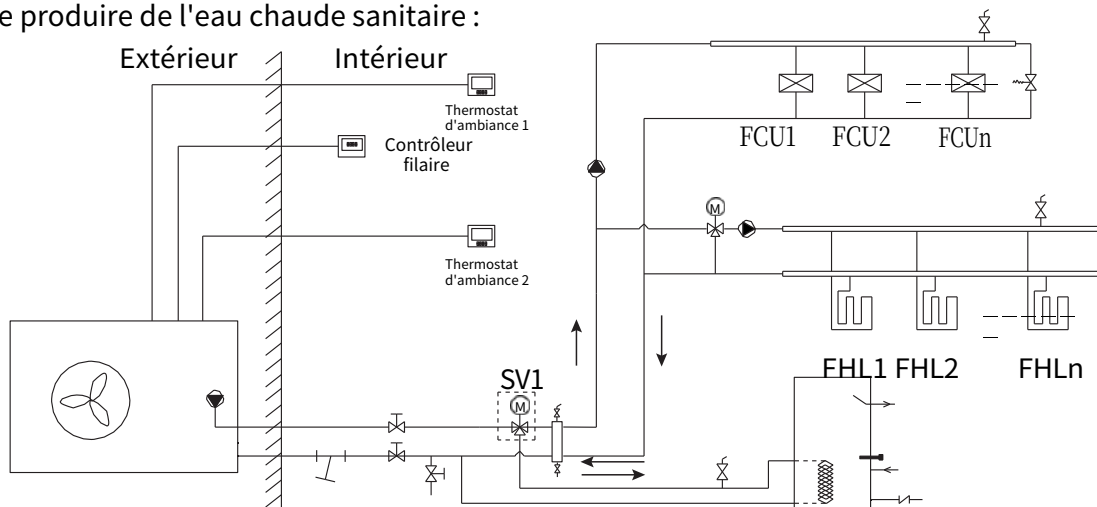 e produire de l'eau chaude sanitaire :
Extérieur
Intérieur
Thermostat
d'ambiance 1
Contrôleur
filaire
FCU1
FCU2
FCUn
M
Thermostat
d'ambiance 2
FHL1
FHL2
FHLn
SV1
M